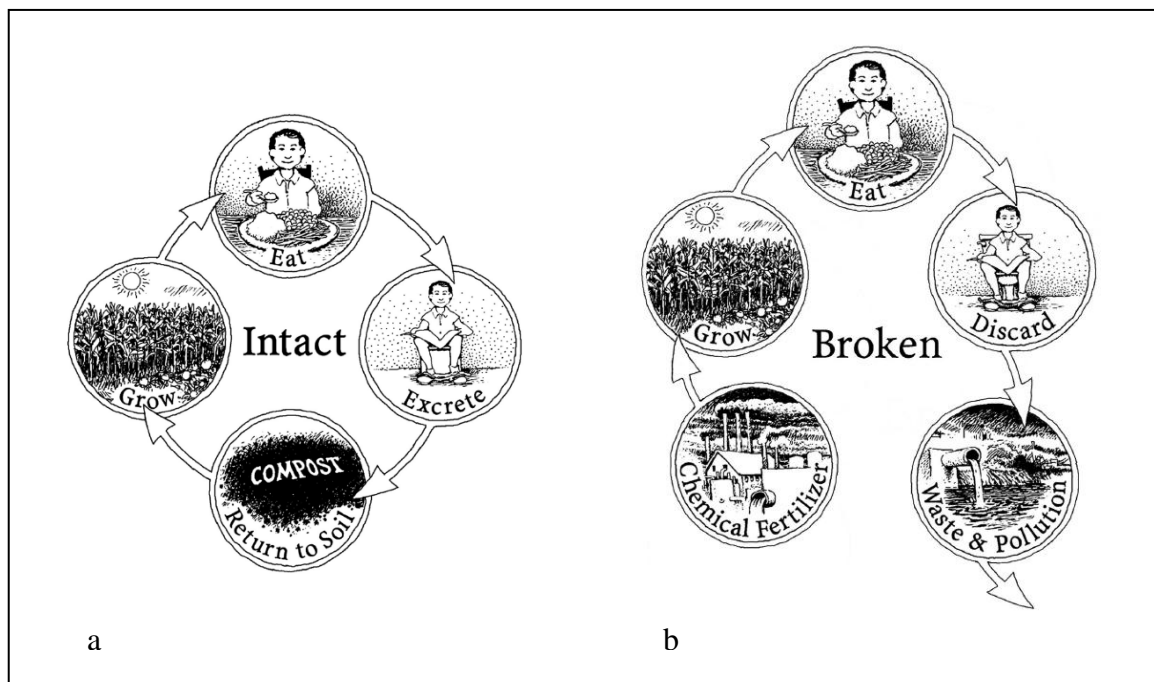 Eat
Intact
Grow
Excrete
COMPOST
Return to Soil
a
Eat
Grow
Broken
Discard
Chemical Fertilizer
Waste & Pollution
b